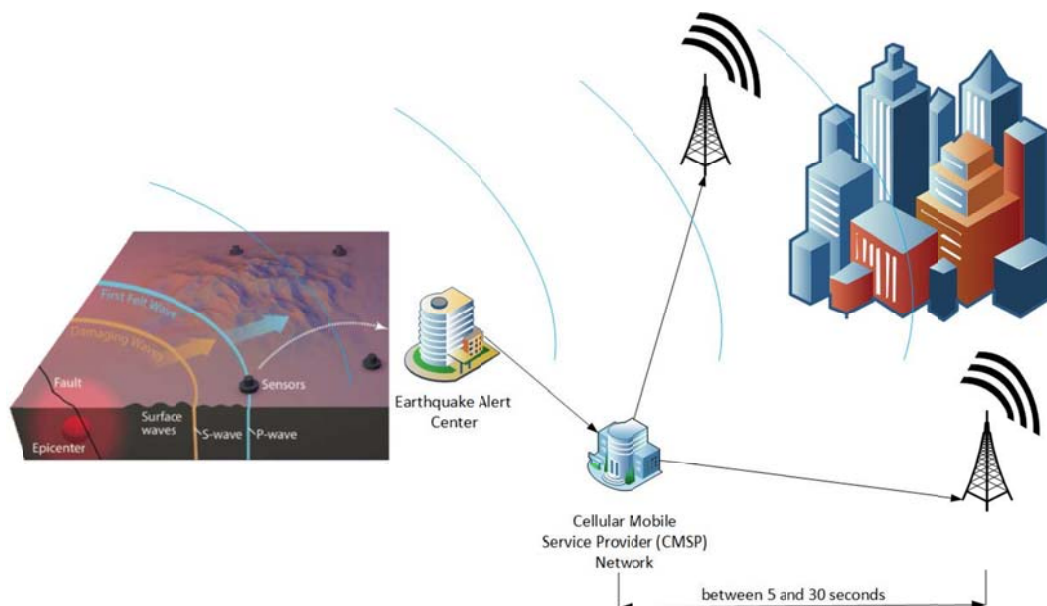 First Felt Wave
Damaging Waves
Fault
Sensors
Surface
waves
S-wave
P-wave
Epicenter
Earthquake Alert
Center
Cellular Mobile
Service Provider (CMSP)
Network
between 5 and 30 seconds